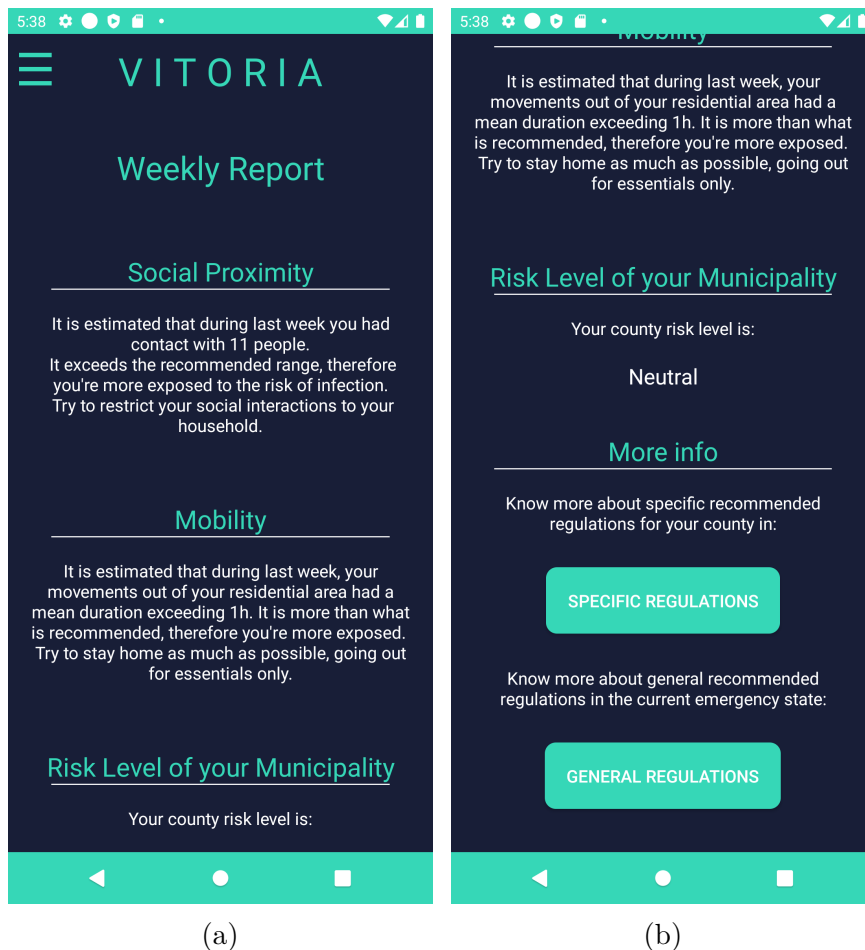 5:38
VITORIA
Weekly Report
Social Proximity
It is estimated that during last week you had
contact with 11 people.
It exceeds the recommended range, therefore
you're more exposed to the risk of infection.
Try to restrict your social interactions to your
household.
Mobility
It is estimated that during last week, your
movements out of your residential area had a
mean duration exceeding 1h. It is more than what
is recommended, therefore you're more exposed.
Try to stay home as much as possible, going out
for essentials only.
Risk Level of your Municipality
Your county risk level is:
(a)
5:38
Mobility
It is estimated that during last week, your
movements out of your residential area had a
mean duration exceeding 1h. It is more than what
is recommended, therefore you're more exposed.
Try to stay home as much as possible, going out
for essentials only.
Risk Level of your Municipality
Your county risk level is:
Neutral
More info
Know more about specific recommended
regulations for your county in:
SPECIFIC REGULATIONS
Know more about general recommended
regulations in the current emergency state:
GENERAL REGULATIONS
(b)